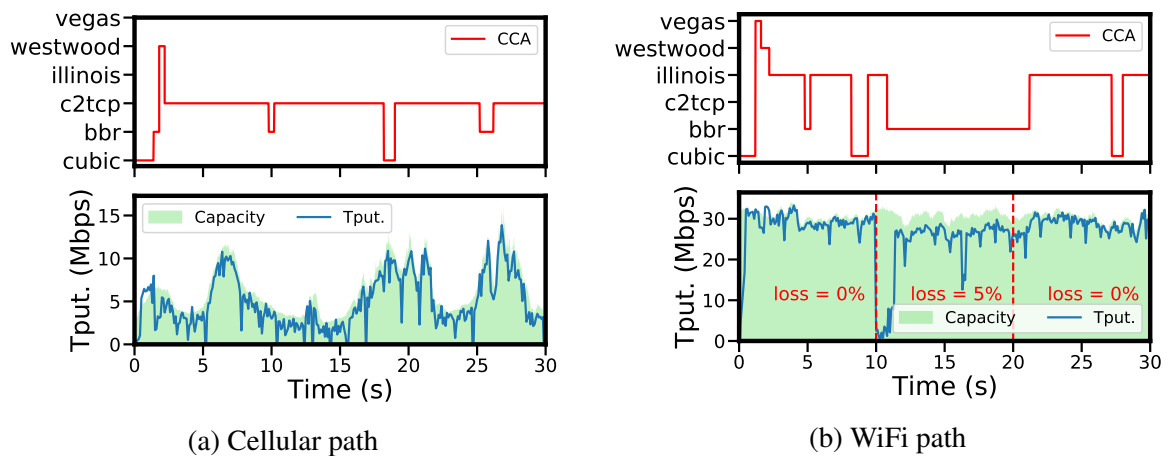 vegas
westwood
illinois
c2tcp
bbr
cubic
CCA
Tput. (Mbps)
15
10
5
0
Capacity
Tput.
0 5 10 15 20 25 30
Time (s)
(a) Cellular path
vegas
westwood
illinois
c2tcp
bbr
cubic
CCA
Tput. (Mbps)
30
20
10
0
loss = 0% loss = 5% loss = 0%
Capacity
Tput.
0 5 10 15 20 25 30
Time (s)
(b) WiFi path